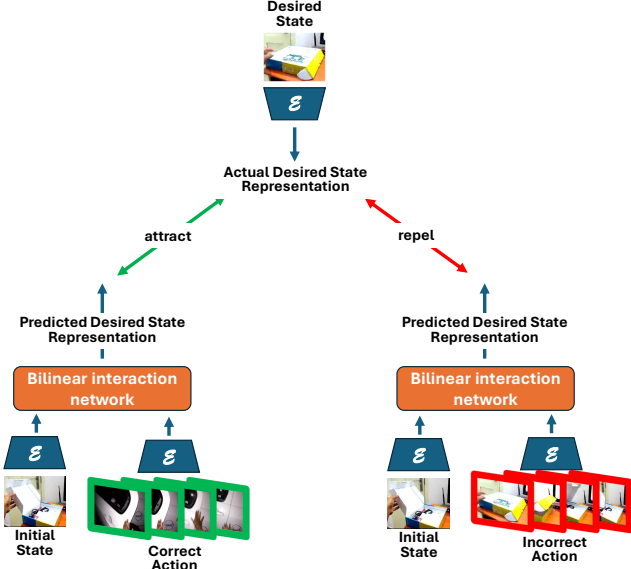 Desired
State
ℰ
Actual Desired State
Representation
attract
repel
Predicted Desired State
Representation
Predicted Desired State
Representation
Bilinear interaction
network
Bilinear interaction
network
ℰ
ℰ
ℰ
ℰ
Initial
State
Correct
Action
Initial
State
Incorrect
Action